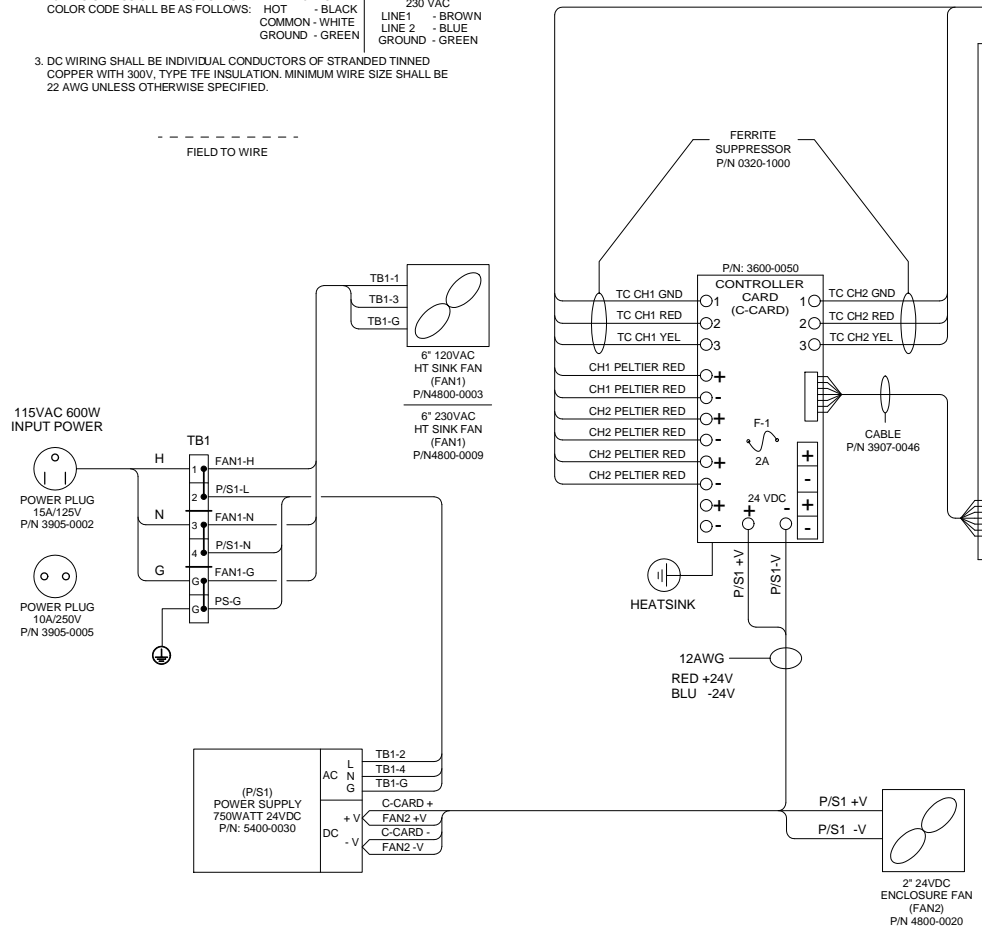 COLOR CODE SHALL BE AS FOLLOWS: HOT - BLACK
COMMON - WHITE
GROUND - GREEN
230 VAC
LINE1 - BROWN
LINE 2 - BLUE
GROUND - GREEN
3. DC WIRING SHALL BE INDIVIDUAL CONDUCTORS OF STRANDED TINNED
COPPER WITH 300V, TYPE TFE INSULATION. MINIMUM WIRE SIZE SHALL BE
22 AWG UNLESS OTHERWISE SPECIFIED.
FIELD TO WIRE
FERRITE
SUPPRESSOR
P/N 0320-1000
TB1-1
TB1-3
TB1-G
6" 120VAC
HT SINK FAN
(FAN1)
P/N4800-0003
6" 230VAC
HT SINK FAN
(FAN1)
P/N4800-0009
P/N: 3600-0050
CONTROLLER
CARD
(C-CARD)
TC CH1 GND
TC CH1 RED
TC CH1 YEL
1
2
3
1
2
3
TC CH2 GND
TC CH2 RED
TC CH2 YEL
CH1 PELTIER RED
CH1 PELTIER RED
CH2 PELTIER RED
CH2 PELTIER RED
CH2 PELTIER RED
CH2 PELTIER RED
+
-
+
-
+
-
+
-
F-1
2A
+
-
+
-
24 VDC
+ -
CABLE
P/N 3907-0046
P/S1 +V
P/S1-V
HEATSINK
12AWG
RED +24V
BLU -24V
115VAC 600W
INPUT POWER
POWER PLUG
15A/125V
P/N 3905-0002
POWER PLUG
10A/250V
P/N 3905-0005
H
N
G
TB1
1
2
3
4
G
G
FAN1-H
P/S1-L
FAN1-N
P/S1-N
FAN1-G
PS-G
(P/S1)
POWER SUPPLY
750WATT 24VDC
P/N: 5400-0030
AC
L
N
G
DC
+ V
- V
TB1-2
TB1-4
TB1-G
C-CARD +
FAN2 +V
C-CARD -
FAN2 -V
P/S1 +V
P/S1 -V
2" 24VDC
ENCLOSURE FAN
(FAN2)
P/N 4800-0020